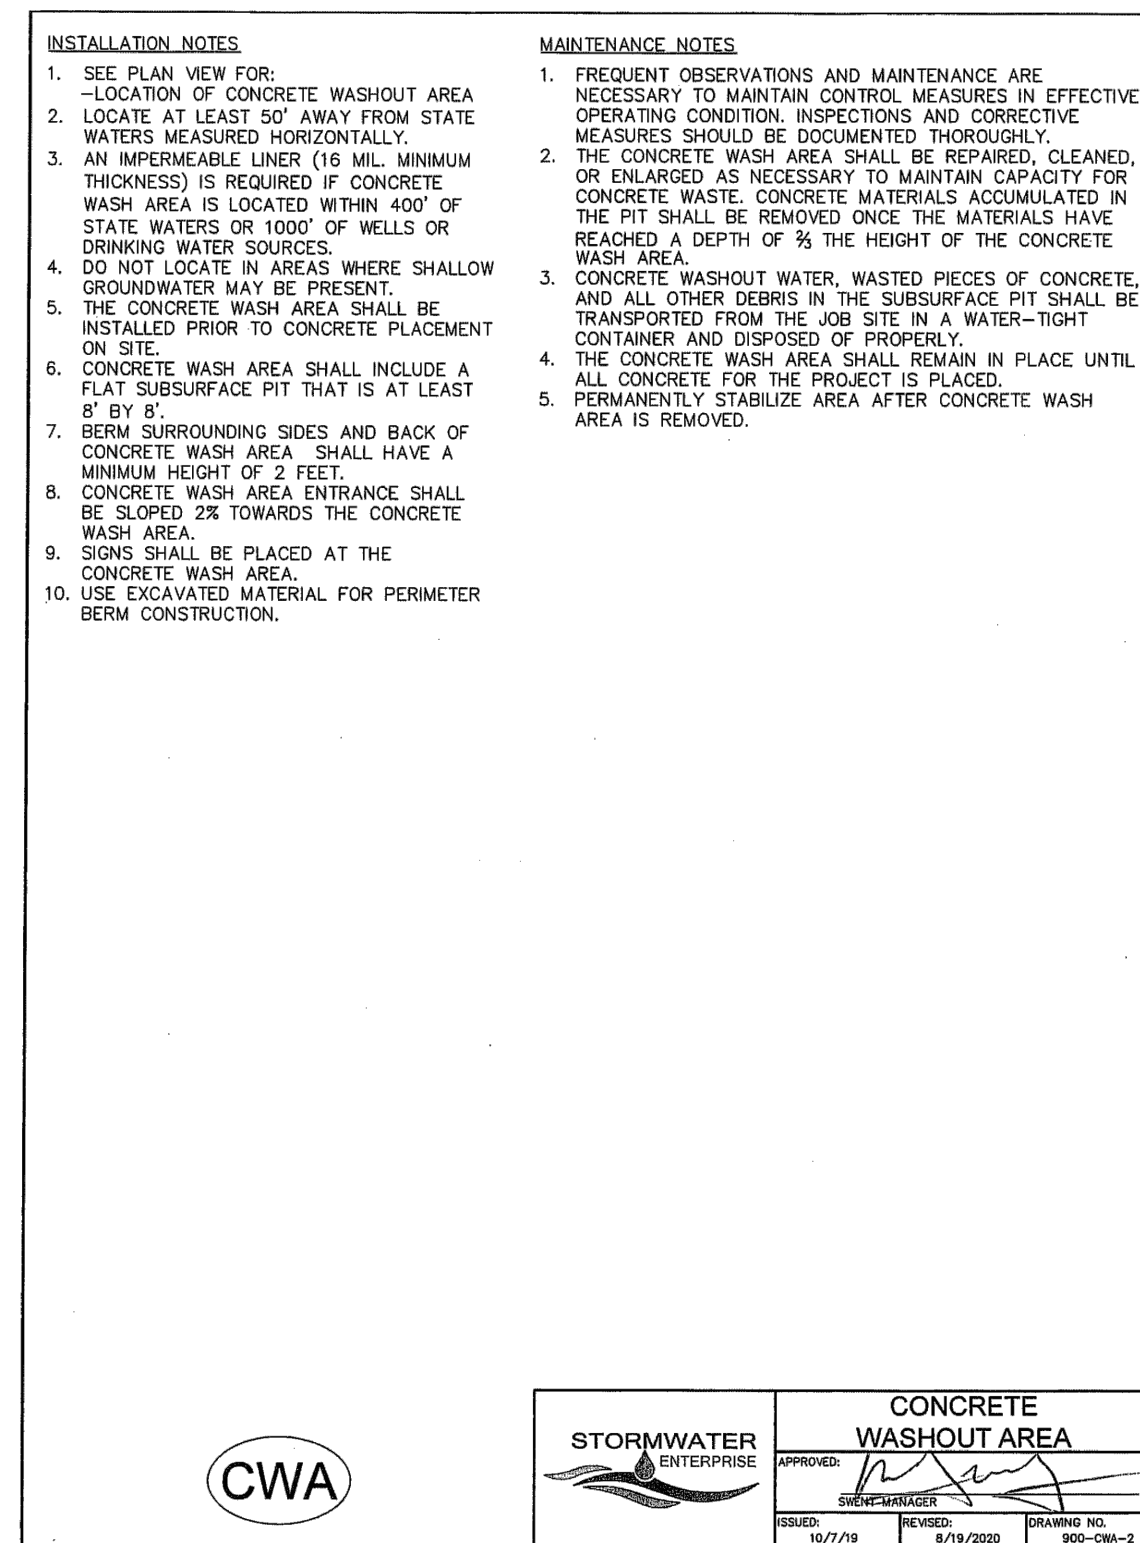 INSTALLATION NOTES
1. SEE PLAN VIEW FOR:
-LOCATION OF CONCRETE WASHOUT AREA
2. LOCATE AT LEAST 50' AWAY FROM STATE
WATERS MEASURED HORIZONTALLY.
3. AN IMPERMEABLE LINER (16 MIL. MINIMUM
THICKNESS) IS REQUIRED IF CONCRETE
WASH AREA IS LOCATED WITHIN 400' OF
STATE WATERS OR 1000' OF WELLS OR
DRINKING WATER SOURCES.
4. DO NOT LOCATE IN AREAS WHERE SHALLOW
GROUNDWATER MAY BE PRESENT.
5. THE CONCRETE WASH AREA SHALL BE
INSTALLED PRIOR TO CONCRETE PLACEMENT
ON SITE.
6. CONCRETE WASH AREA SHALL INCLUDE A
FLAT SUBSURFACE PIT THAT IS AT LEAST
8' BY 8'.
7. BERM SURROUNDING SIDES AND BACK OF
CONCRETE WASH AREA SHALL HAVE A
MINIMUM HEIGHT OF 2 FEET.
8. CONCRETE WASH AREA ENTRANCE SHALL
BE SLOPED 2% TOWARDS THE CONCRETE
WASH AREA.
9. SIGNS SHALL BE PLACED AT THE
CONCRETE WASH AREA.
10. USE EXCAVATED MATERIAL FOR PERIMETER
BERM CONSTRUCTION.
MAINTENANCE NOTES
1. FREQUENT OBSERVATIONS AND MAINTENANCE ARE
NECESSARY TO MAINTAIN CONTROL MEASURES IN EFFECTIVE
OPERATING CONDITION. INSPECTIONS AND CORRECTIVE
MEASURES SHOULD BE DOCUMENTED THOROUGHLY.
2. THE CONCRETE WASH AREA SHALL BE REPAIRED, CLEANED,
OR ENLARGED AS NECESSARY TO MAINTAIN CAPACITY FOR
CONCRETE WASTE. CONCRETE MATERIALS ACCUMULATED IN
THE PIT SHALL BE REMOVED ONCE THE MATERIALS HAVE
REACHED A DEPTH OF ⅔ THE HEIGHT OF THE CONCRETE
WASH AREA.
3. CONCRETE WASHOUT WATER, WASTED PIECES OF CONCRETE,
AND ALL OTHER DEBRIS IN THE SUBSURFACE PIT SHALL BE
TRANSPORTED FROM THE JOB SITE IN A WATER-TIGHT
CONTAINER AND DISPOSED OF PROPERLY.
4. THE CONCRETE WASH AREA SHALL REMAIN IN PLACE UNTIL
ALL CONCRETE FOR THE PROJECT IS PLACED.
5. PERMANENTLY STABILIZE AREA AFTER CONCRETE WASH
AREA IS REMOVED.
CWA
STORMWATER
ENTERPRISE
CONCRETE
WASHOUT AREA
APPROVED:
SWENT MANAGER
ISSUED:
10/7/19
REVISED:
8/19/2020
DRAWING NO.
900-CWA-2